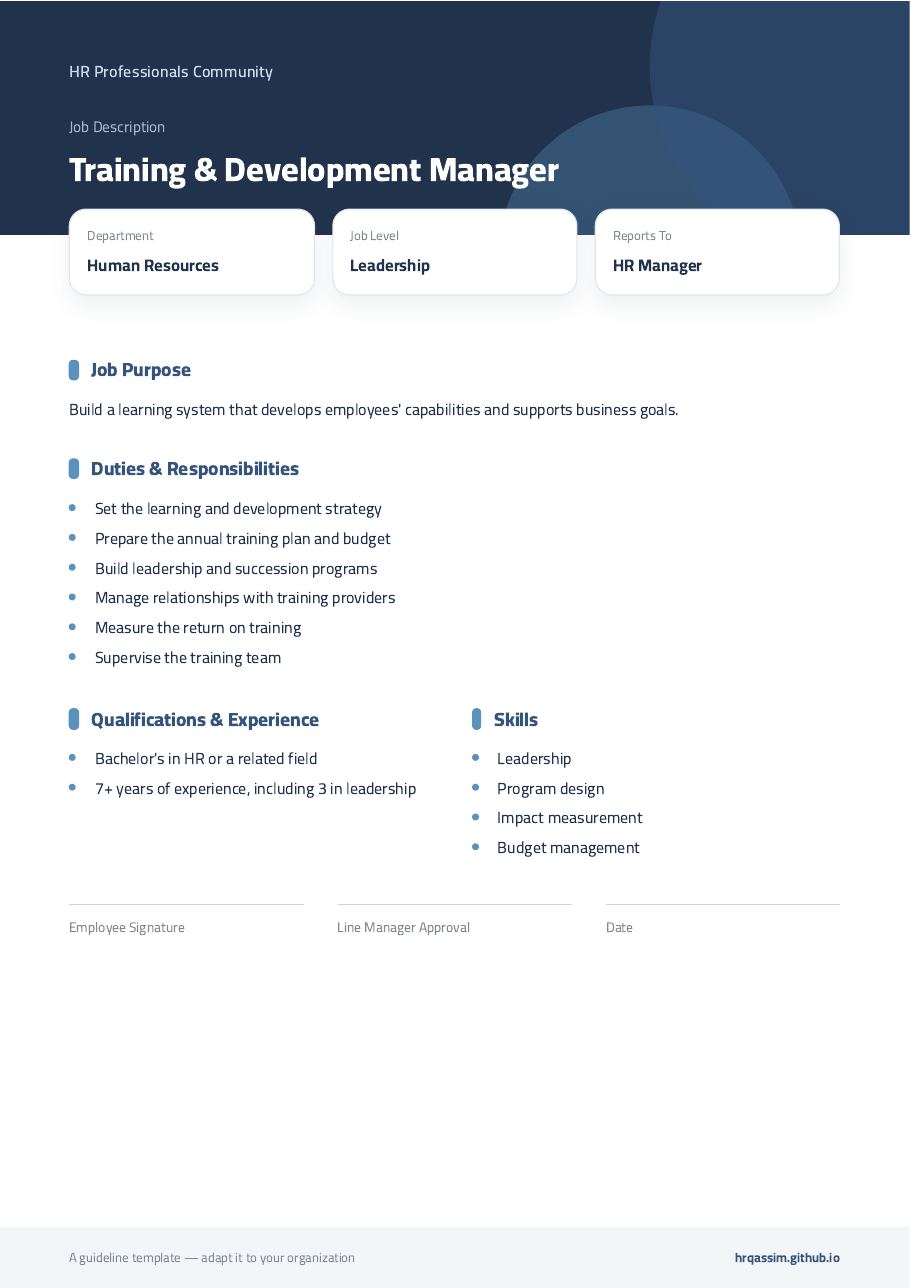 HR Professionals Community
Job Description
Training & Development Manager
Department
Human Resources
Job Level
Leadership
Reports To
HR Manager
Job Purpose
Build a learning system that develops employees' capabilities and supports business goals.
Duties & Responsibilities
Set the learning and development strategy
Prepare the annual training plan and budget
Build leadership and succession programs
Manage relationships with training providers
Measure the return on training
Supervise the training team
Qualifications & Experience
Bachelor's in HR or a related field
7+ years of experience, including 3 in leadership
Skills
Leadership
Program design
Impact measurement
Budget management
Employee Signature
Line Manager Approval
Date
A guideline template — adapt it to your organization
hrqassim.github.io